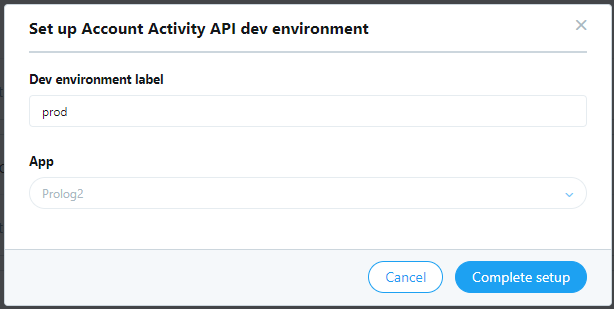 Set up Account Activity API dev environment
Dev environment label
prod
App
Prolog2
Cancel
Complete setup